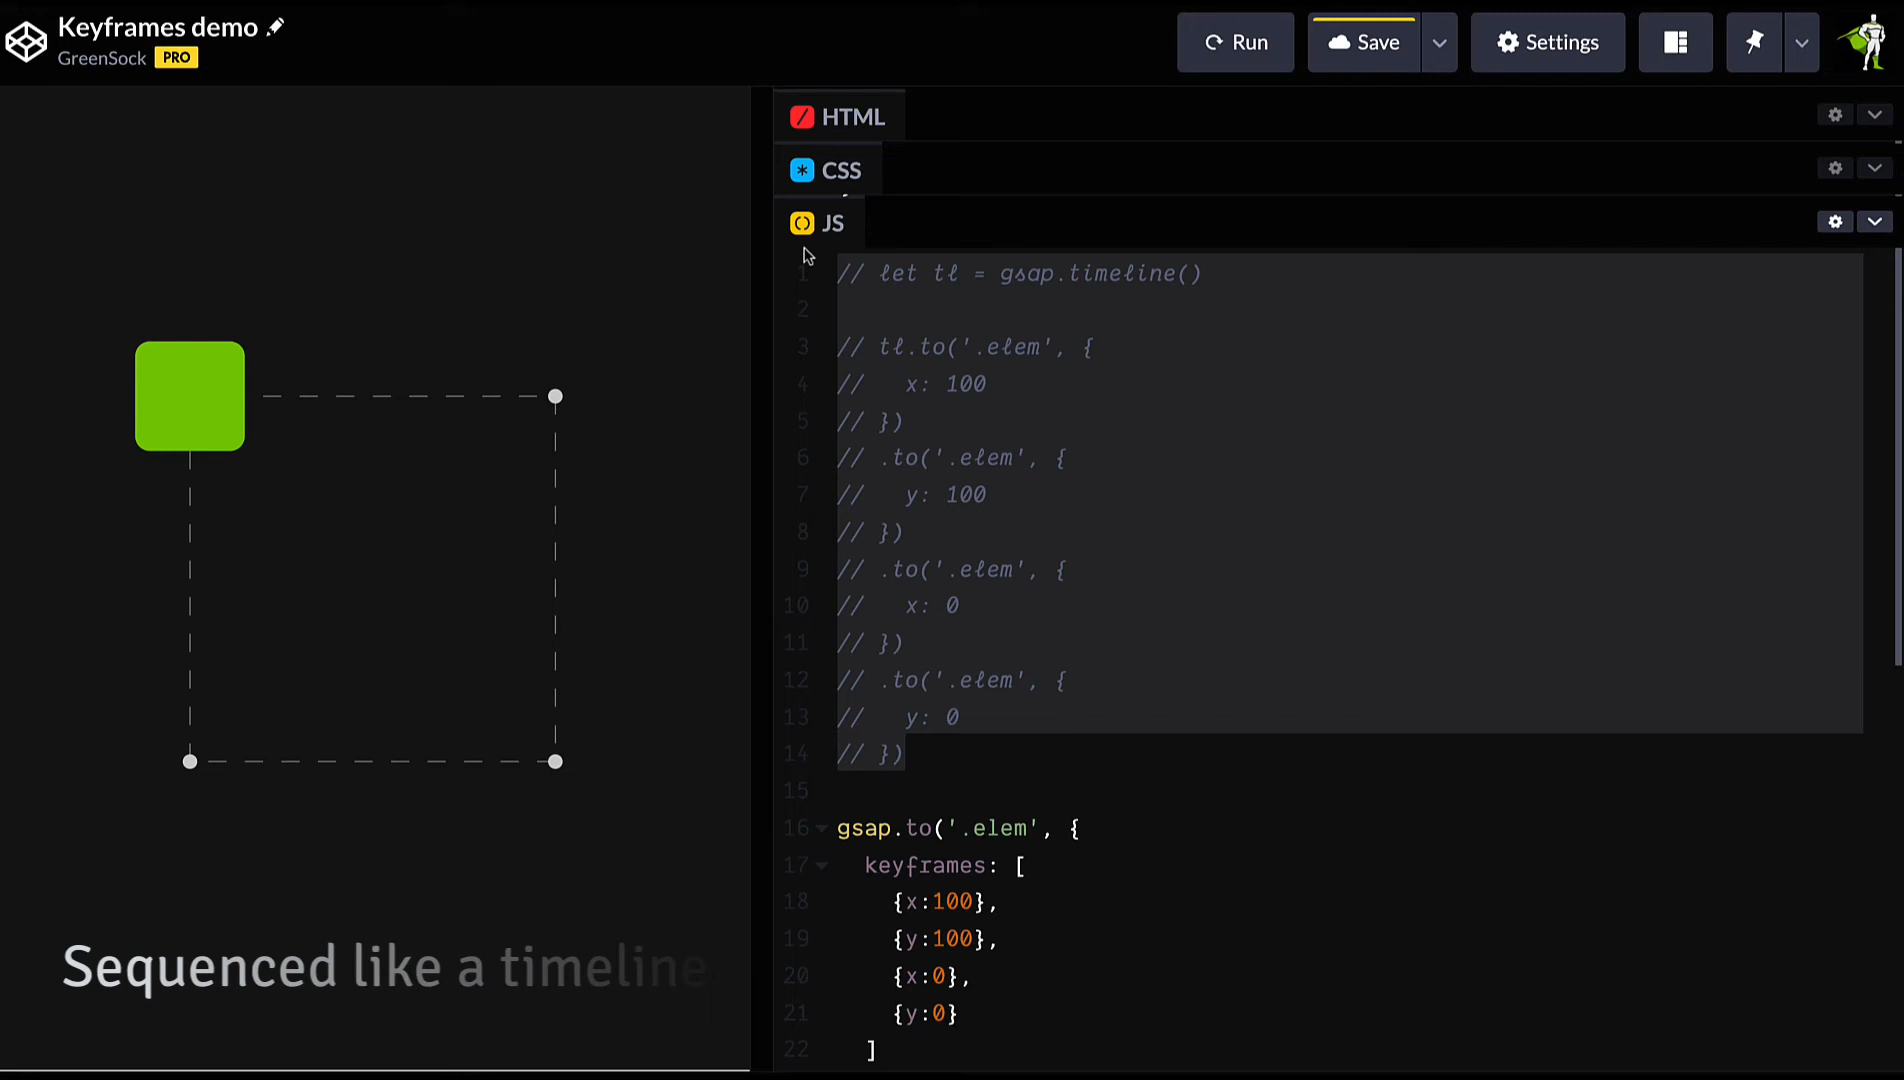 Keyframes demo
GreenSock PRO
Run
Save
Settings
HTML
CSS
JS
1 // let tl = gsap.timeline()
2
3 // tl.to('.elem', {
4 //   x: 100
5 // })
6 // .to('.elem', {
7 //   y: 100
8 // })
9 // .to('.elem', {
10 //   x: 0
11 // })
12 // .to('.elem', {
13 //   y: 0
14 // })
15
16 gsap.to('.elem', {
17   keyframes: [
18     {x:100},
19     {y:100},
20     {x:0},
21     {y:0}
22   ]
Sequenced like a timeline